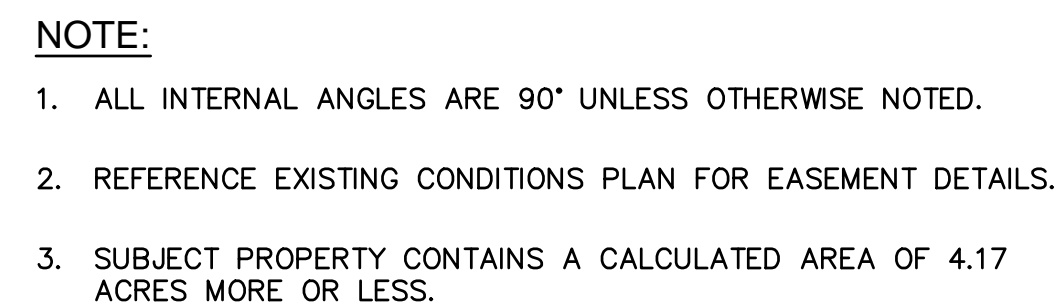 NOTE:
1. ALL INTERNAL ANGLES ARE 90° UNLESS OTHERWISE NOTED.
2. REFERENCE EXISTING CONDITIONS PLAN FOR EASEMENT DETAILS.
3. SUBJECT PROPERTY CONTAINS A CALCULATED AREA OF 4.17
ACRES MORE OR LESS.